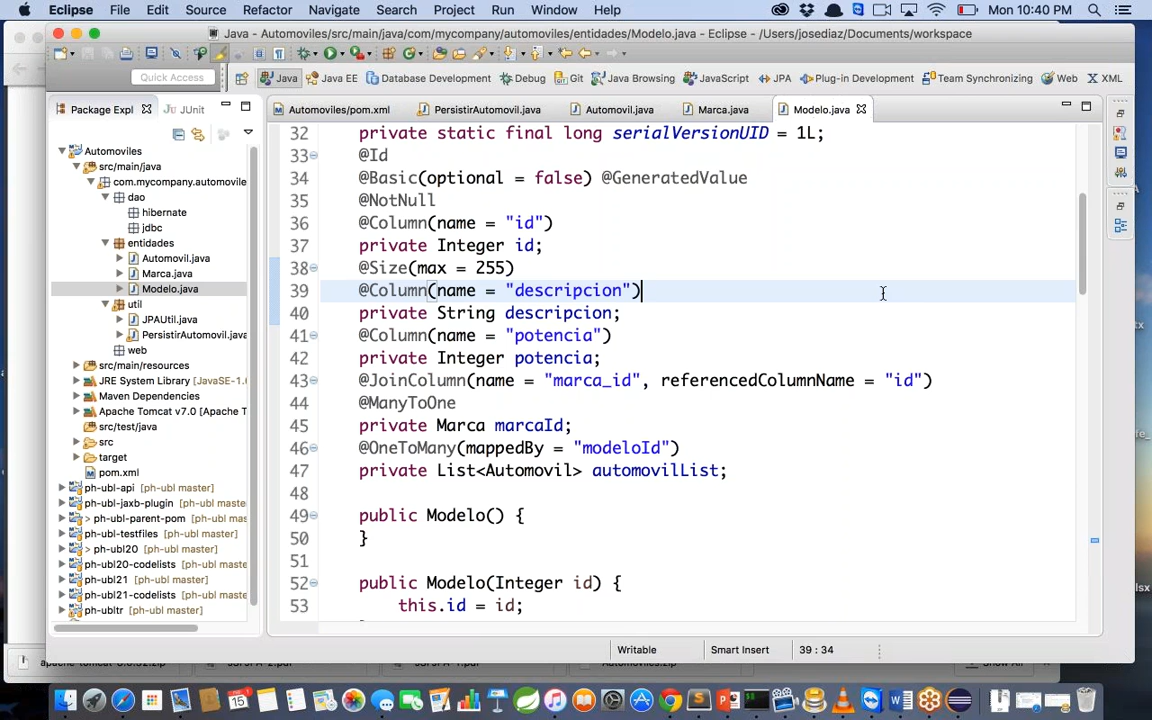 Eclipse File Edit Source Refactor Navigate Search Project Run Window Help Mon 10:40 PM
Java - Automoviles/src/main/java/com/mycompany/automoviles/entidades/Modelo.java - Eclipse - /Users/josediaz/Documents/workspace
Quick Access Java Java EE Database Development Debug Git Java Browsing JavaScript JPA Plug-in Development Team Synchronizing Web XML
Package Expl JUnit
Automoviles/pom.xml PersistirAutomovil.java Automovil.java Marca.java Modelo.java
Automoviles
src/main/java
com.mycompany.automovile
dao
hibernate
jdbc
entidades
Automovil.java
Marca.java
Modelo.java
util
JPAUtil.java
PersistirAutomovil.java
web
src/main/resources
JRE System Library [JavaSE-1.
Maven Dependencies
Apache Tomcat v7.0 [Apache T
src/test/java
src
target
pom.xml
ph-ubl-api [ph-ubl master]
ph-ubl-jaxb-plugin [ph-ubl master]
> ph-ubl-parent-pom [ph-ubl mas
ph-ubl-testfiles [ph-ubl master]
> ph-ubl20 [ph-ubl master]
ph-ubl20-codelists [ph-ubl maste
ph-ubl21 [ph-ubl master]
ph-ubl21-codelists [ph-ubl maste
ph-ubltr [ph-ubl master]
32 private static final long serialVersionUID = 1L;
33 @Id
34 @Basic(optional = false) @GeneratedValue
35 @NotNull
36 @Column(name = "id")
37 private Integer id;
38 @Size(max = 255)
39 @Column(name = "descripcion")
40 private String descripcion;
41 @Column(name = "potencia")
42 private Integer potencia;
43 @JoinColumn(name = "marca_id", referencedColumnName = "id")
44 @ManyToOne
45 private Marca marcaId;
46 @OneToMany(mappedBy = "modeloId")
47 private List<Automovil> automovilList;
48
49 public Modelo() {
50 }
51
52 public Modelo(Integer id) {
53 this.id = id;
Writable Smart Insert 39 : 34